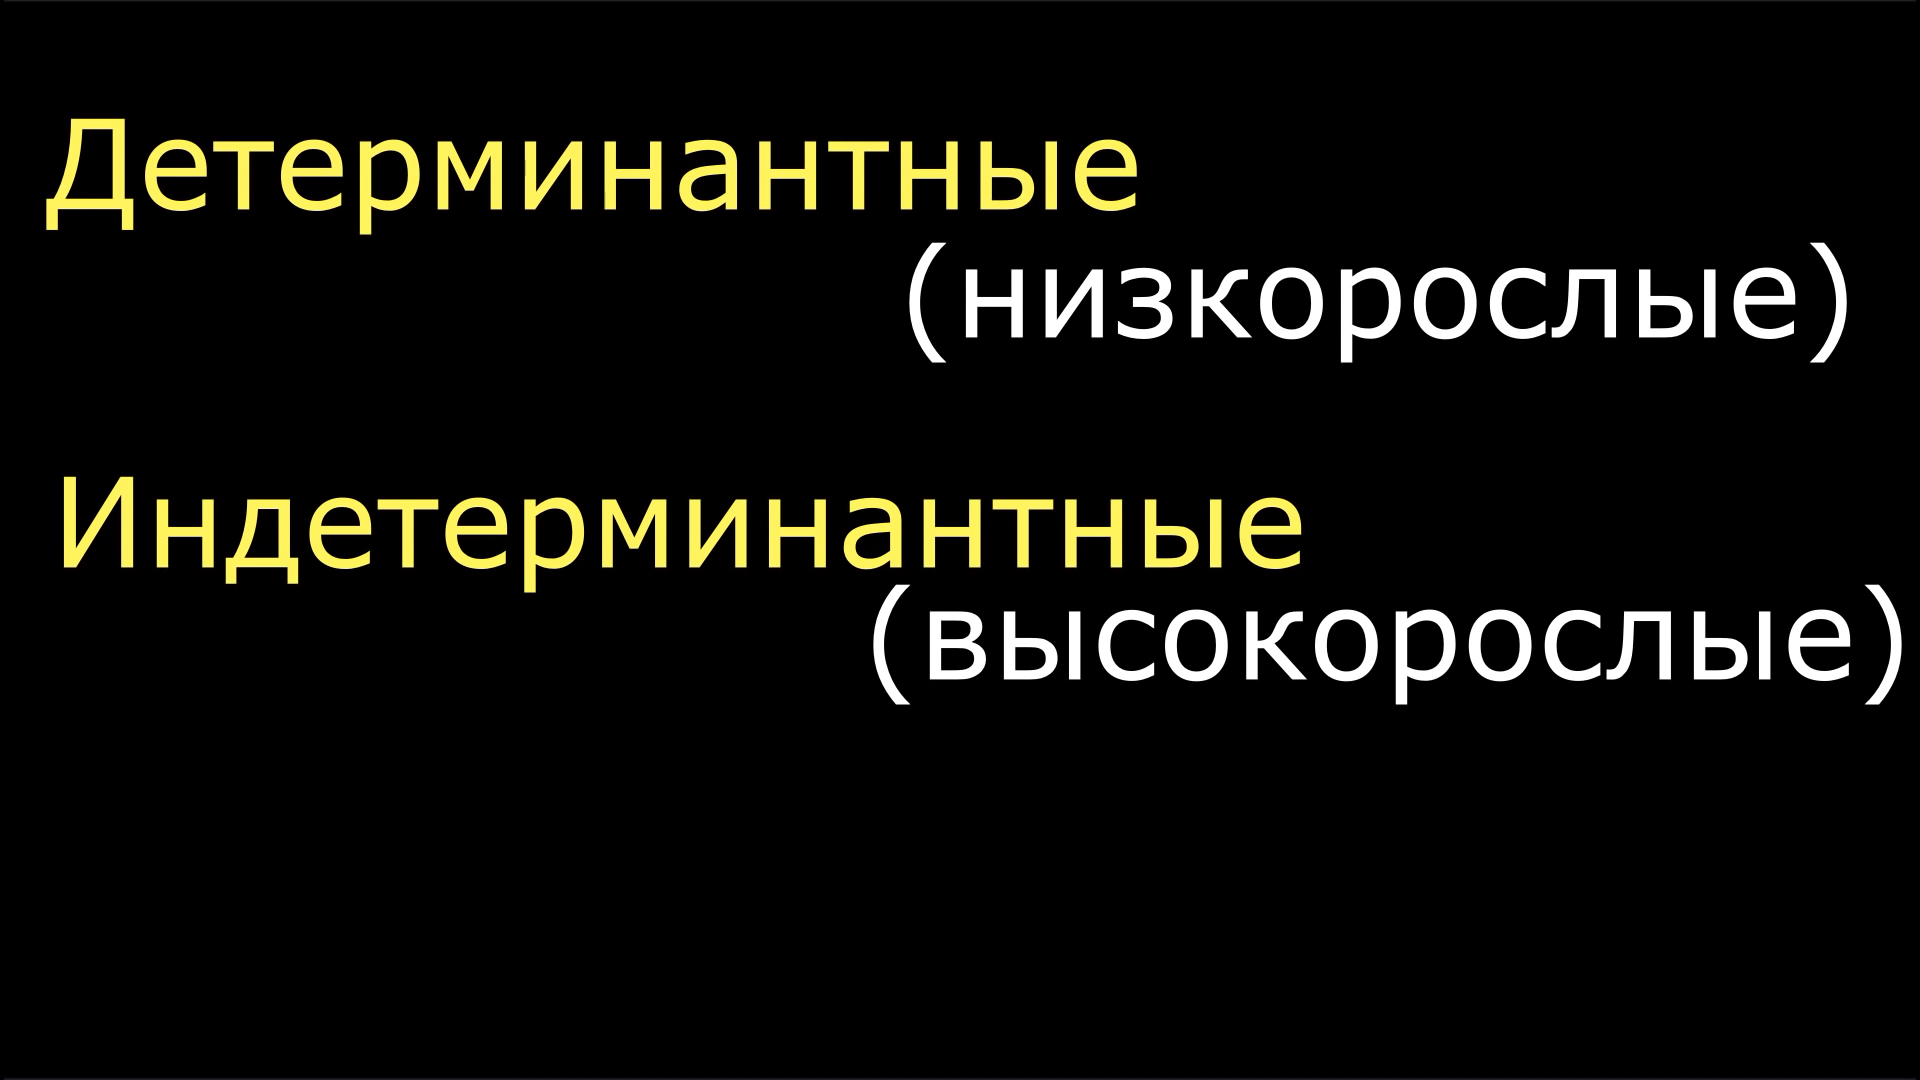 Детерминантные
(низкорослые)
Индетерминантные
(высокорослые)